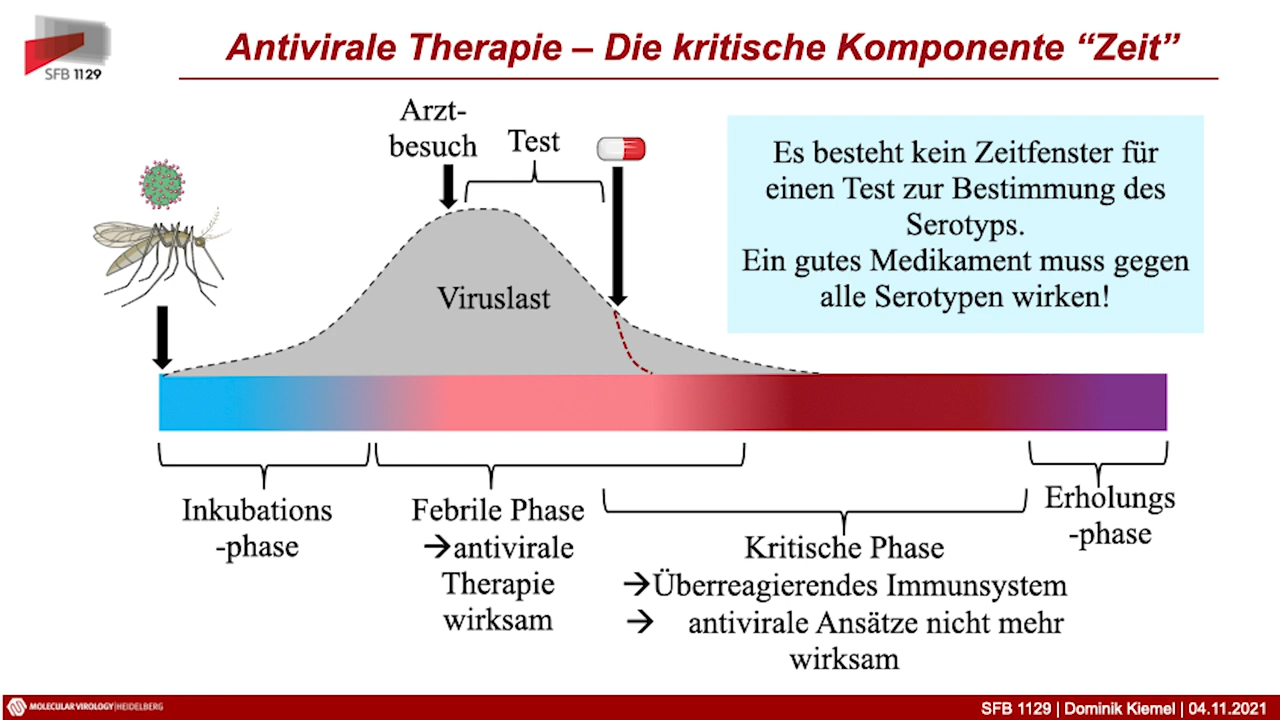 SFB 1129
Antivirale Therapie – Die kritische Komponente “Zeit”
Arzt-
besuch
Test
Es besteht kein Zeitfenster für
einen Test zur Bestimmung des
Serotyps.
Ein gutes Medikament muss gegen
alle Serotypen wirken!
Viruslast
Inkubations
-phase
Febrile Phase
→antivirale
Therapie
wirksam
Kritische Phase
→Überreagierendes Immunsystem
→ antivirale Ansätze nicht mehr
wirksam
Erholungs
-phase
MOLECULAR VIROLOGY|HEIDELBERG
SFB 1129 | Dominik Kiemel | 04.11.2021